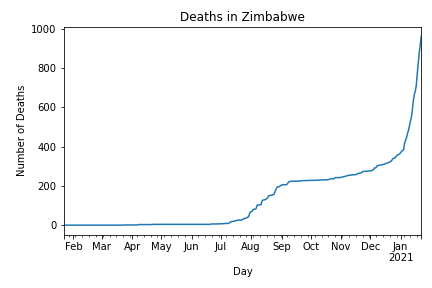 Deaths in Zimbabwe
Number of Deaths
1000
800
600
400
200
0
Feb Mar Apr May Jun Jul Aug Sep Oct Nov Dec Jan
2021
Day